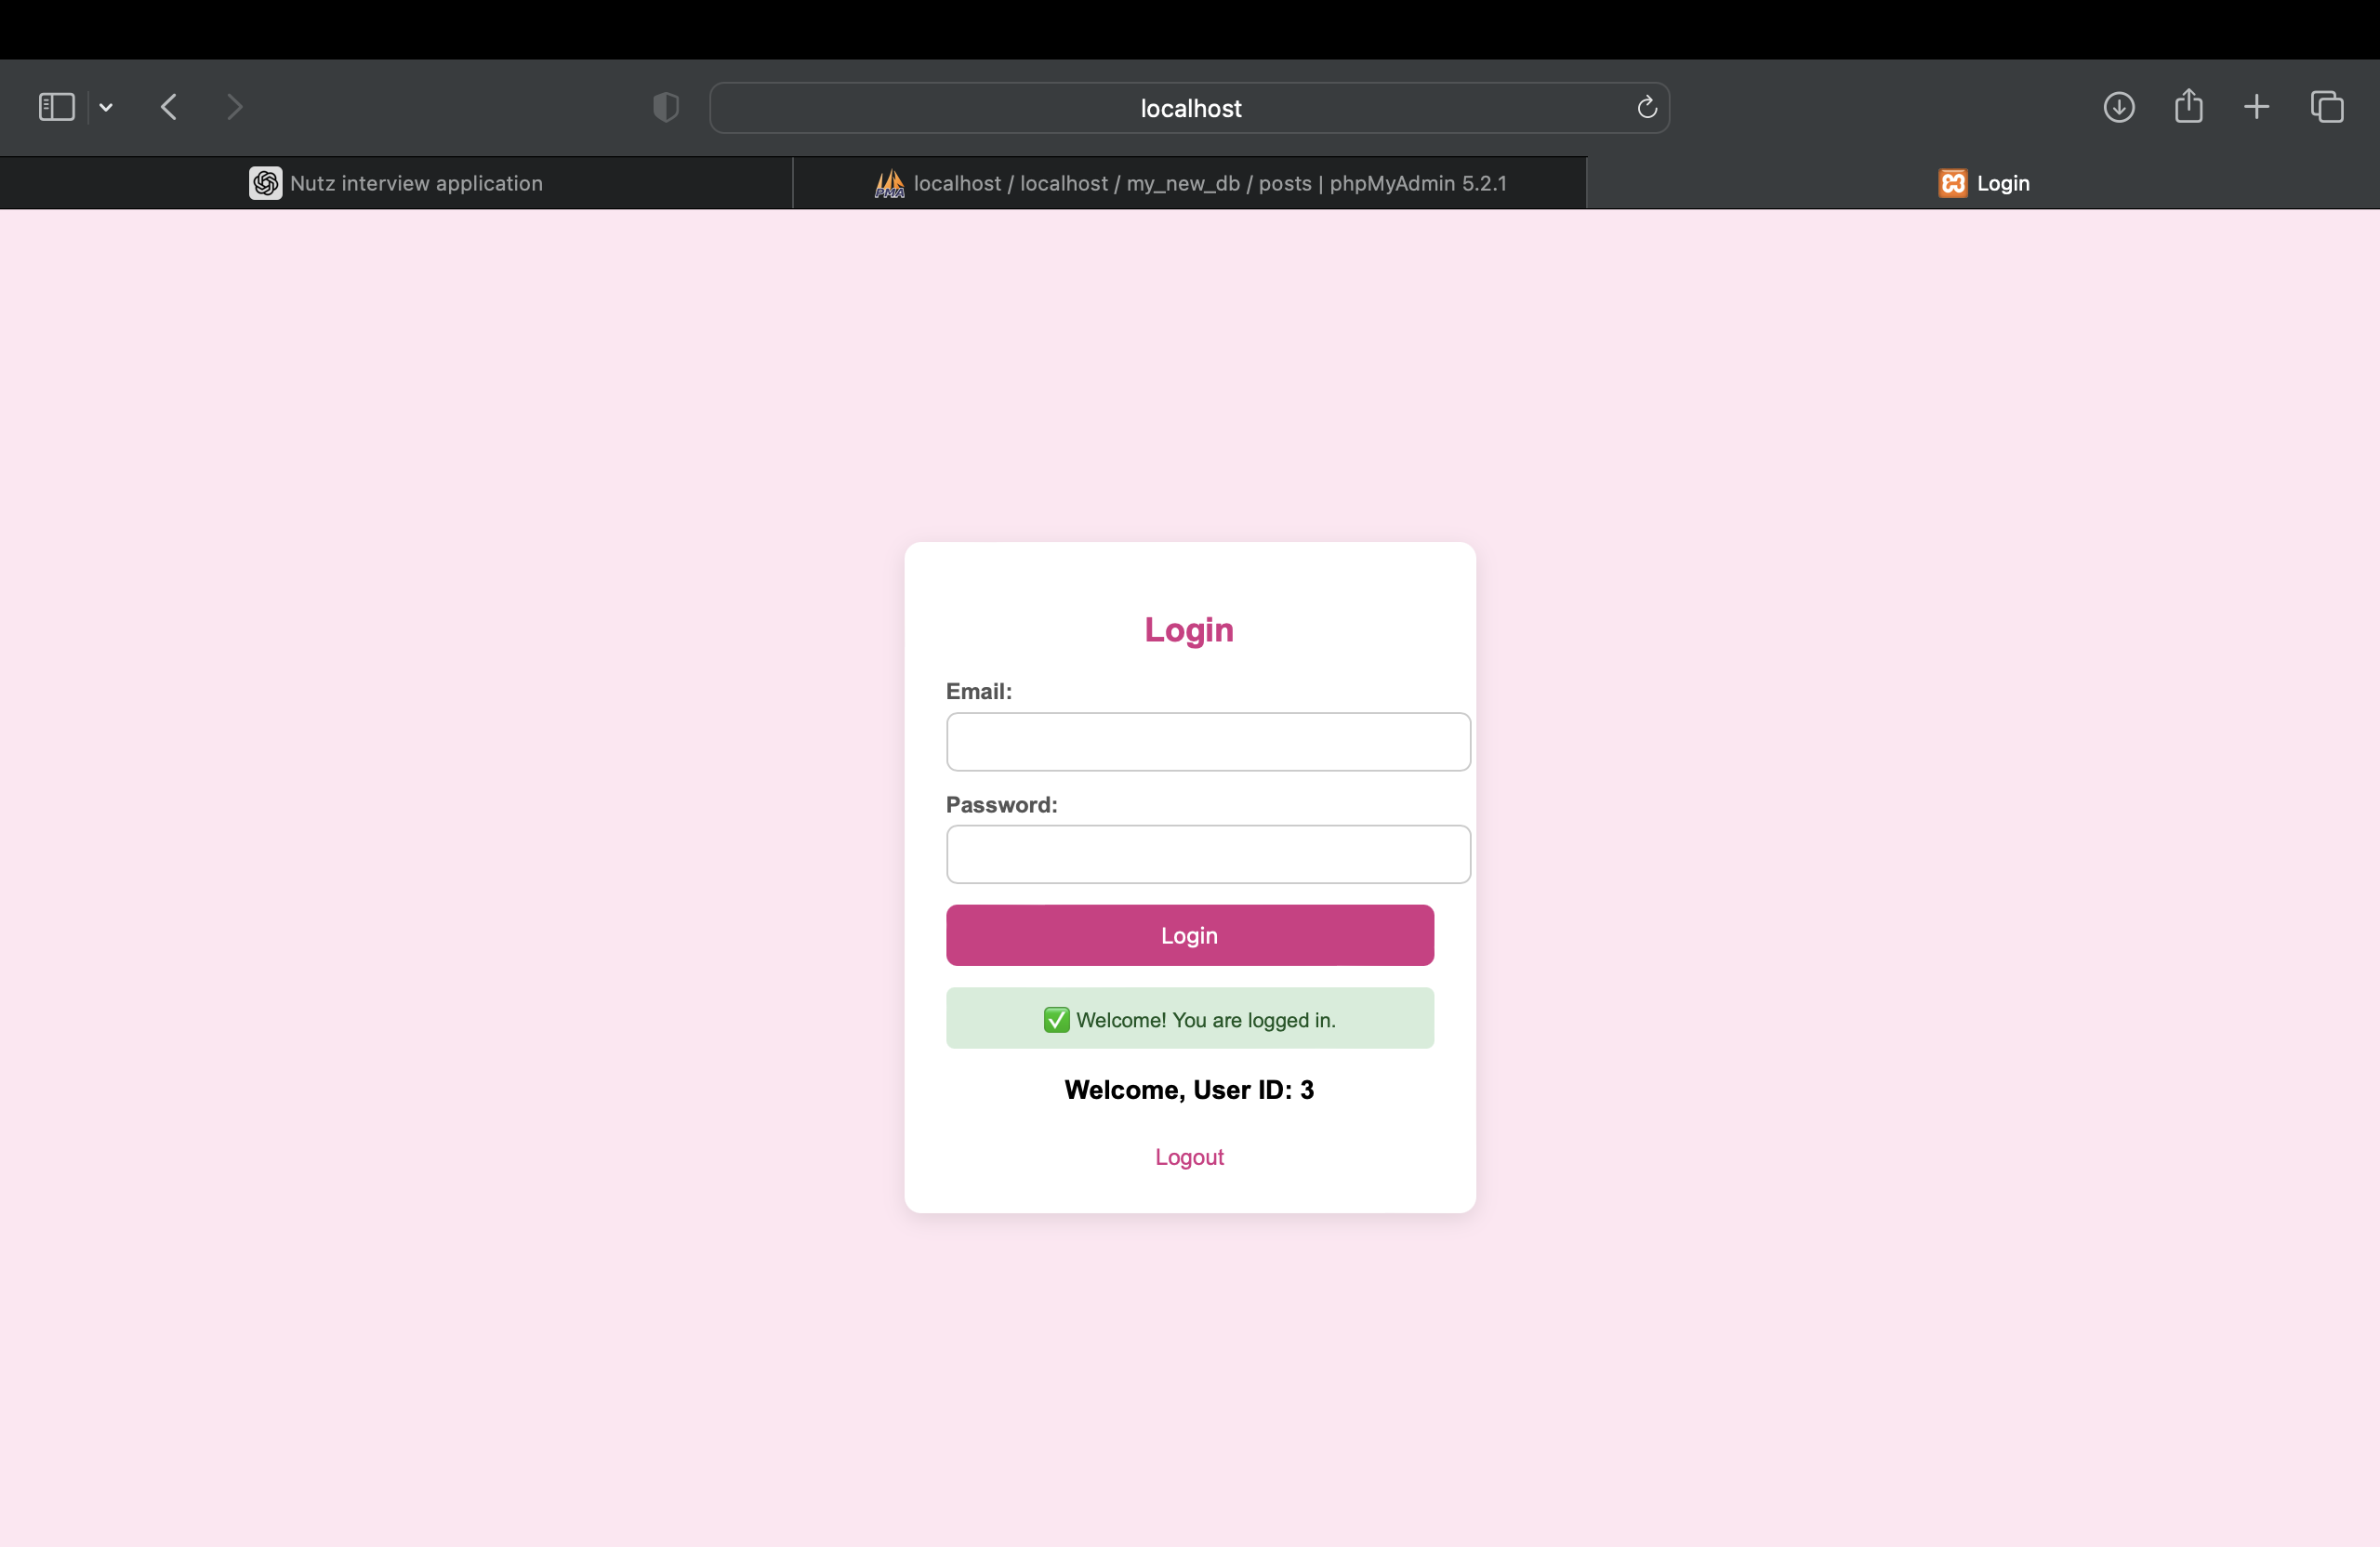 localhost
Nutz interview application
PMA localhost / localhost / my_new_db / posts | phpMyAdmin 5.2.1
Login
Login
Email:
Password:
Login
✅ Welcome! You are logged in.
Welcome, User ID: 3
Logout